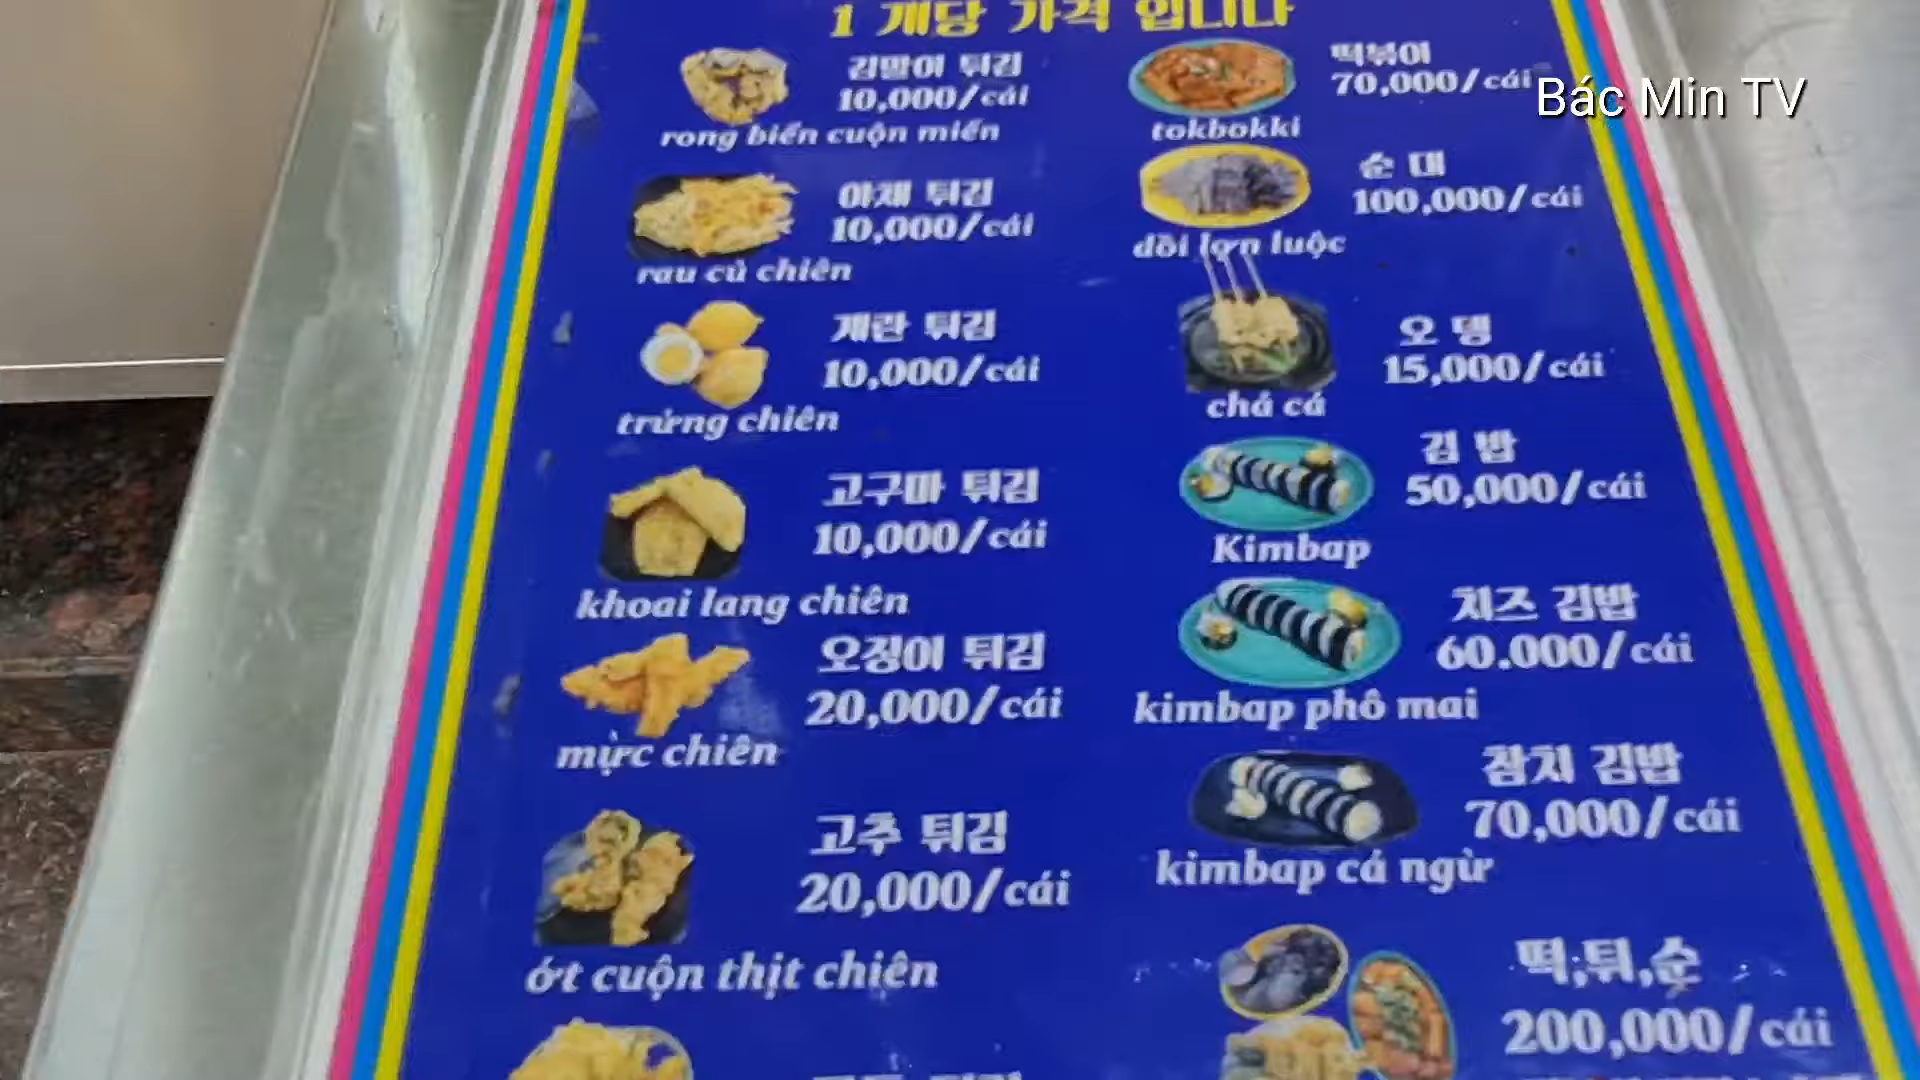 1 개당 가격 입니다
김말이 튀김
10,000/cái
rong biển cuộn miến
야채 튀김
10,000/cái
rau củ chiên
계란 튀김
10,000/cái
trứng chiên
고구마 튀김
10,000/cái
khoai lang chiên
오징어 튀김
20,000/cái
mực chiên
고추 튀김
20,000/cái
ớt cuộn thịt chiên
떡볶이
70,000/cái
tokbokki
순 대
100,000/cái
dồi lợn luộc
오 뎅
15,000/cái
chả cá
김 밥
50,000/cái
Kimbap
치즈 김밥
60.000/cái
kimbap phô mai
참치 김밥
70,000/cái
kimbap cá ngừ
떡,튀,순
200,000/cái
Bác Min TV